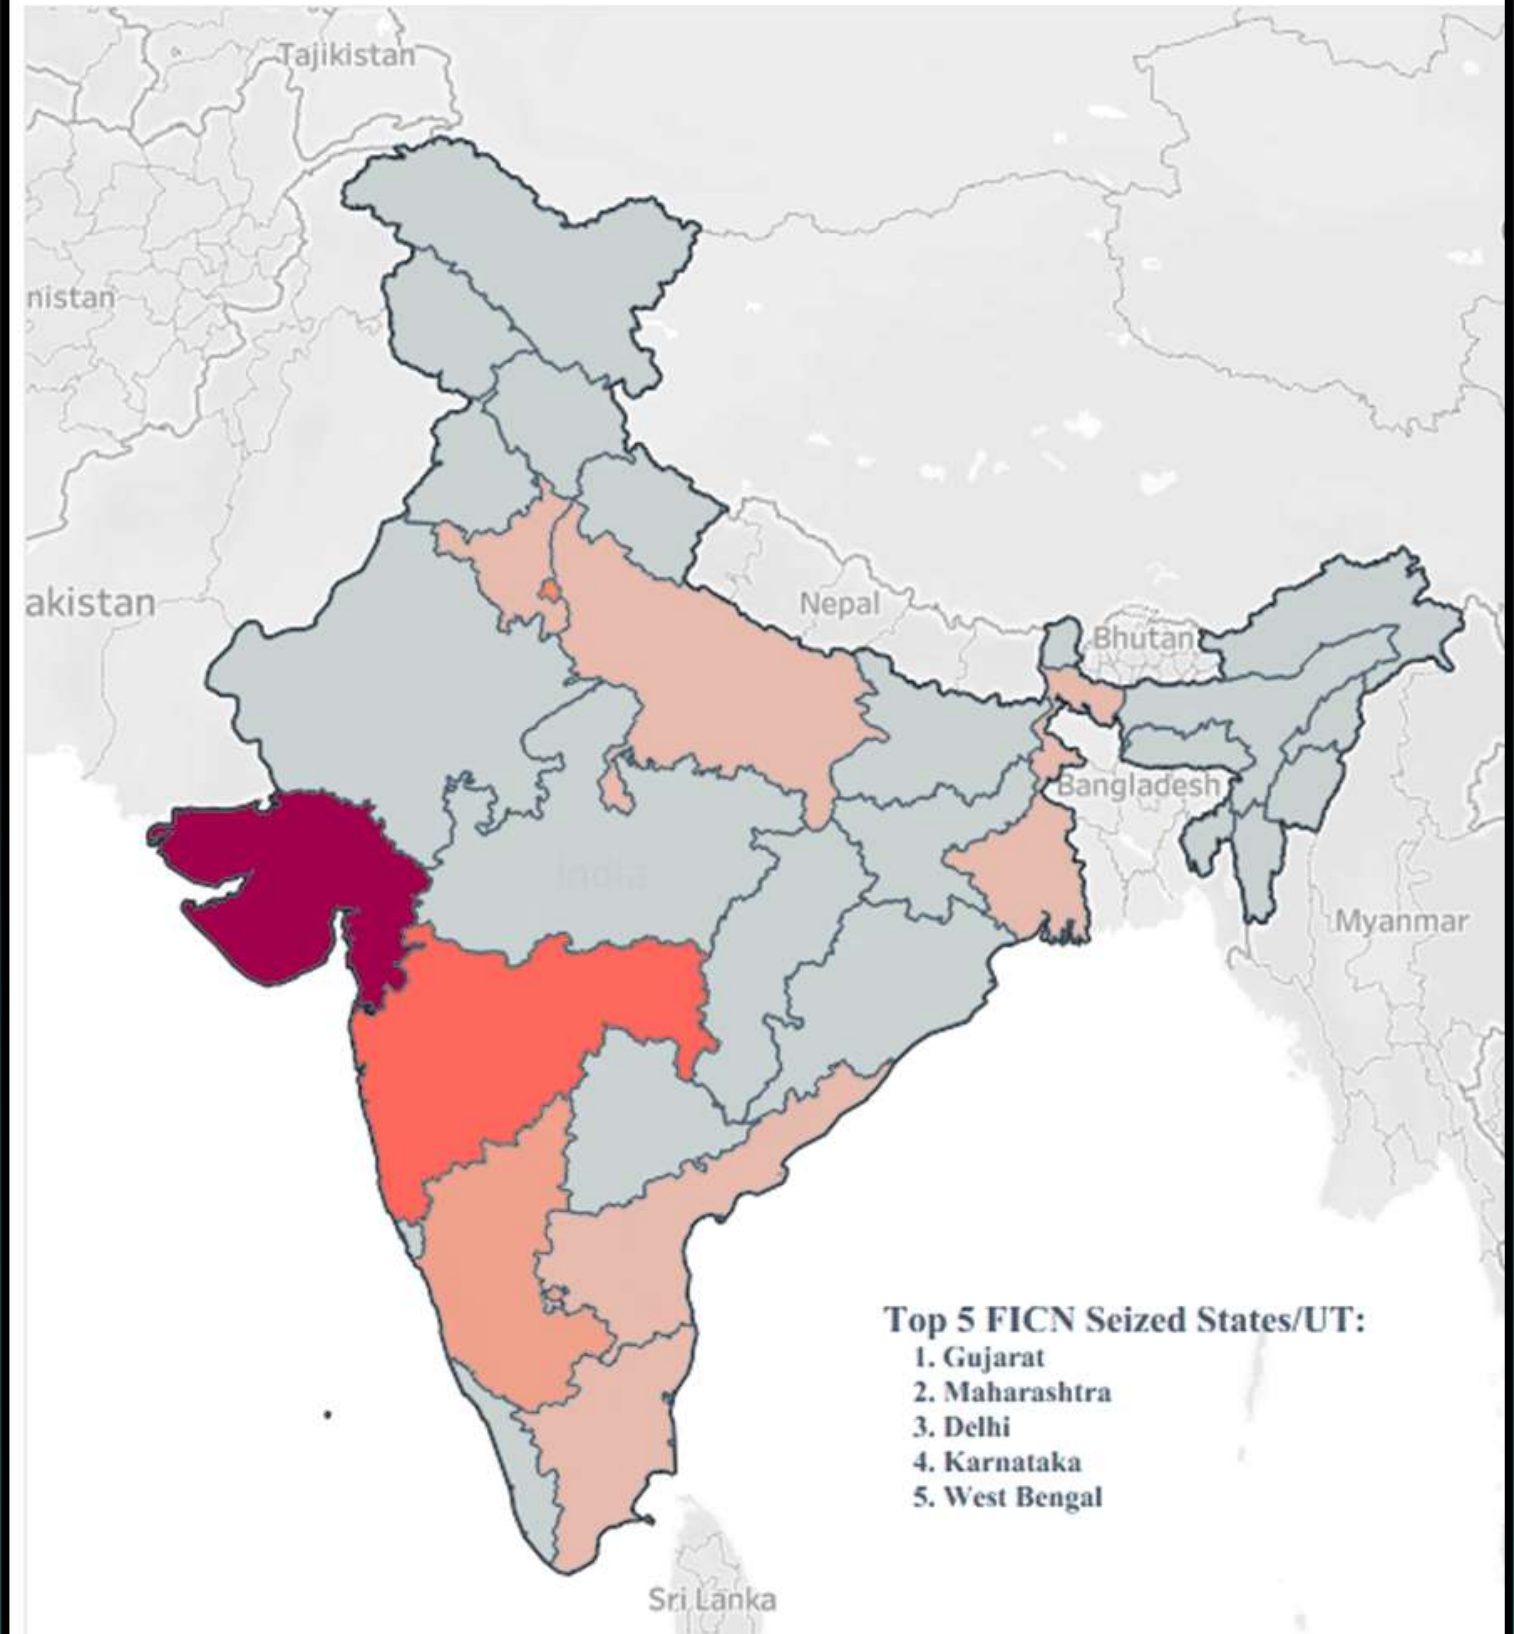 Tajikistan
nistan
akistan
Nepal
Bhutan
Bangladesh
India
Myanmar
Top 5 FICN Seized States/UT:
1. Gujarat
2. Maharashtra
3. Delhi
4. Karnataka
5. West Bengal
Sri Lanka